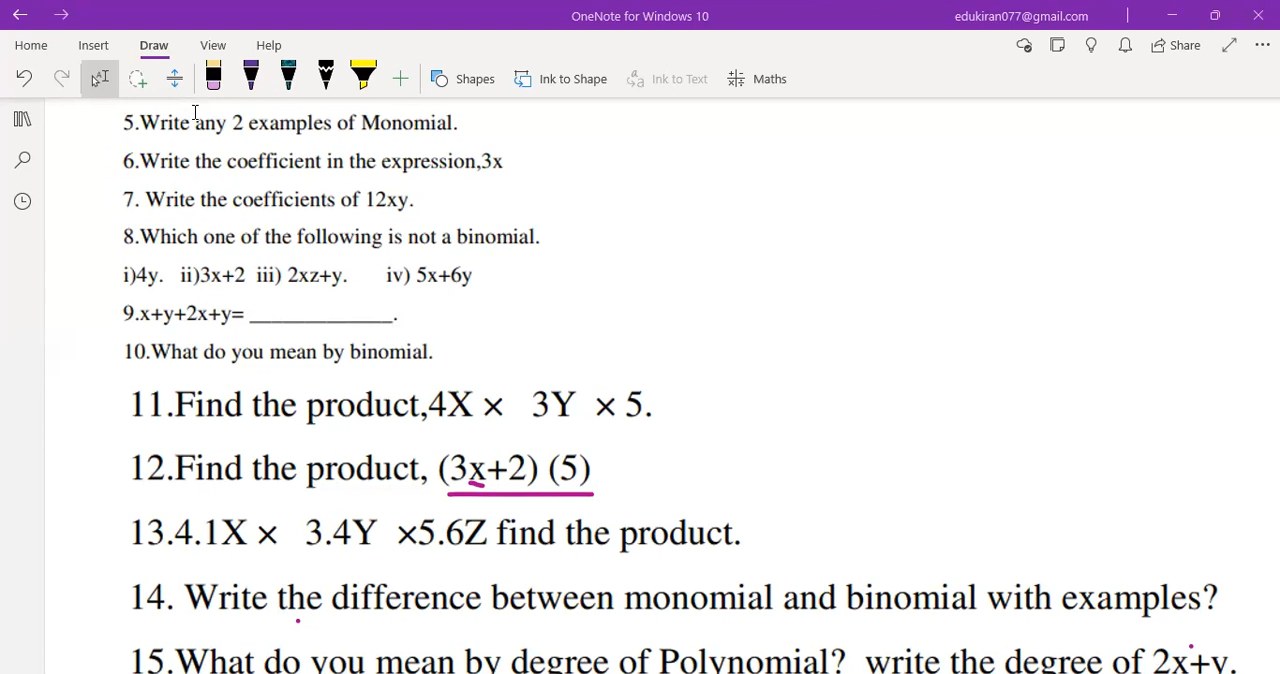 OneNote for Windows 10
edukiran077@gmail.com
Home Insert Draw View Help
Share
Shapes Ink to Shape Ink to Text Maths
5.Write any 2 examples of Monomial.
6.Write the coefficient in the expression,3x
7. Write the coefficients of 12xy.
8.Which one of the following is not a binomial.
i)4y. ii)3x+2 iii) 2xz+y. iv) 5x+6y
9.x+y+2x+y= _____________.
10.What do you mean by binomial.
11.Find the product,4X × 3Y × 5.
12.Find the product, (3x+2) (5)
13.4.1X × 3.4Y ×5.6Z find the product.
14. Write the difference between monomial and binomial with examples?
15.What do you mean by degree of Polynomial? write the degree of 2x+y.